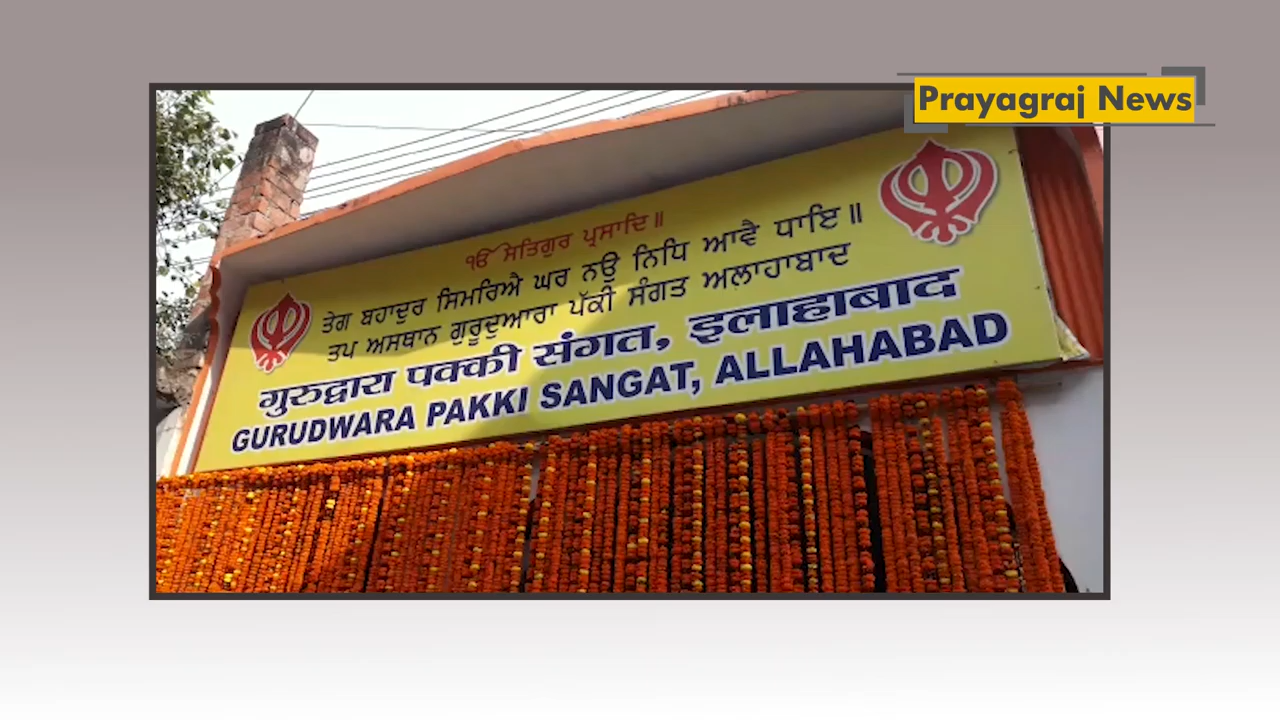 Prayagraj News
ੴ ਸਤਿਗੁਰ ਪ੍ਰਸਾਦਿ॥
ਤੇਗ ਬਹਾਦੁਰ ਸਿਮਰਿਐ ਘਰ ਨਉ ਨਿਧਿ ਆਵੈ ਧਾਇ॥
ਤਪ ਅਸਥਾਨ ਗੁਰੂਦੁਆਰਾ ਪੱਕੀ ਸੰਗਤ ਅਲਾਹਾਬਾਦ
गुरुद्वारा पक्की संगत, इलाहाबाद
GURUDWARA PAKKI SANGAT, ALLAHABAD